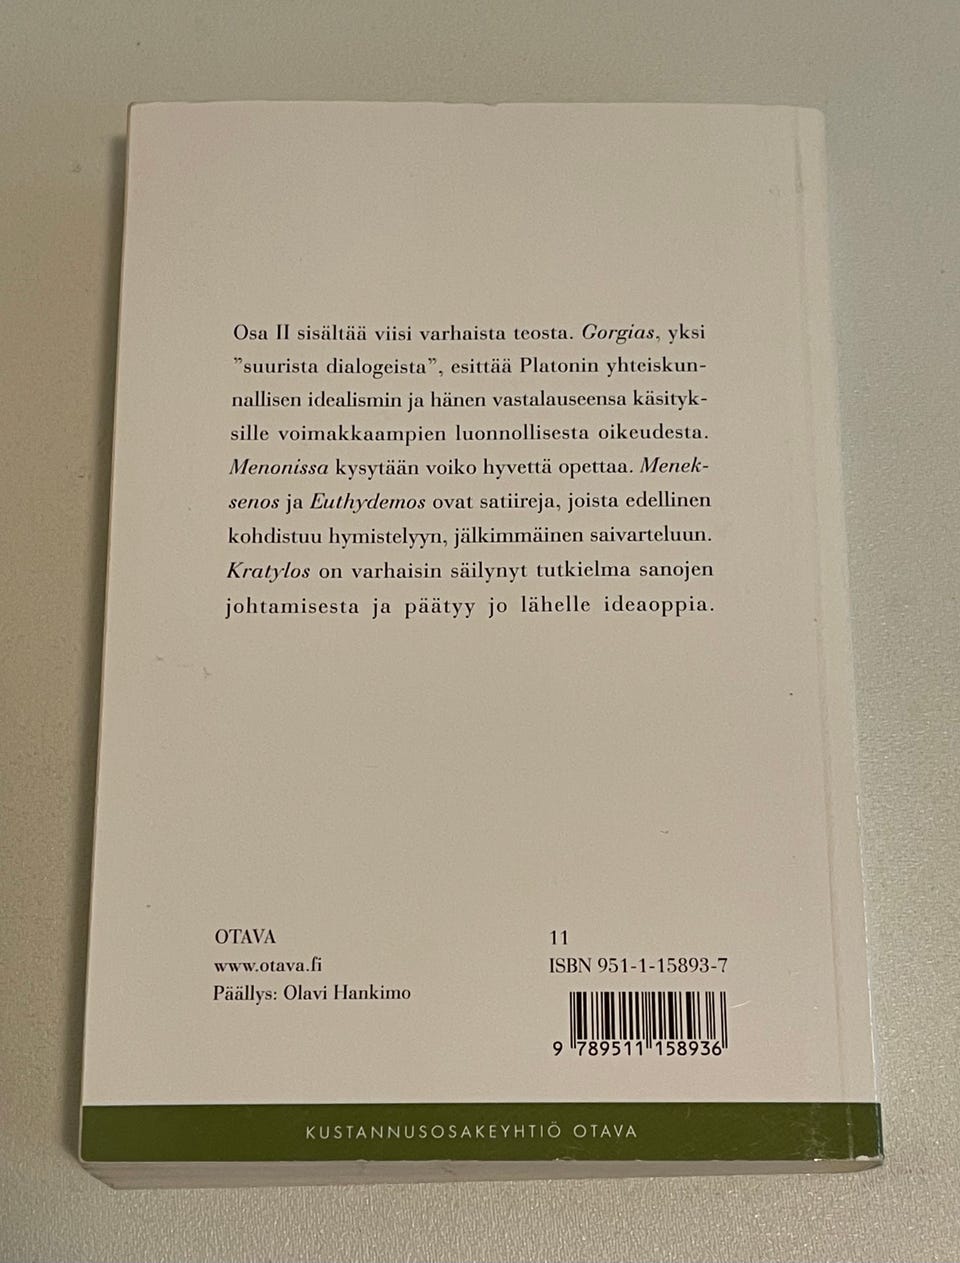 Osa II sisältää viisi varhaista teosta. Gorgias, yksi
”suurista dialogeista”, esittää Platonin yhteiskun-
nallisen idealismin ja hänen vastalauseensa käsityk-
sille voimakkaampien luonnollisesta oikeudesta.
Menonissa kysytään voiko hyvettä opettaa. Menek-
senos ja Euthydemos ovat satiireja, joista edellinen
kohdistuu hymistelyyn, jälkimmäinen saivarteluun.
Kratylos on varhaisin säilynyt tutkielma sanojen
johtamisesta ja päätyy jo lähelle ideaoppia.
OTAVA
www.otava.fi
Päällys: Olavi Hankimo
11
ISBN 951-1-15893-7
9 789511 158936
KUSTANNUSOSAKEYHTIÖ OTAVA